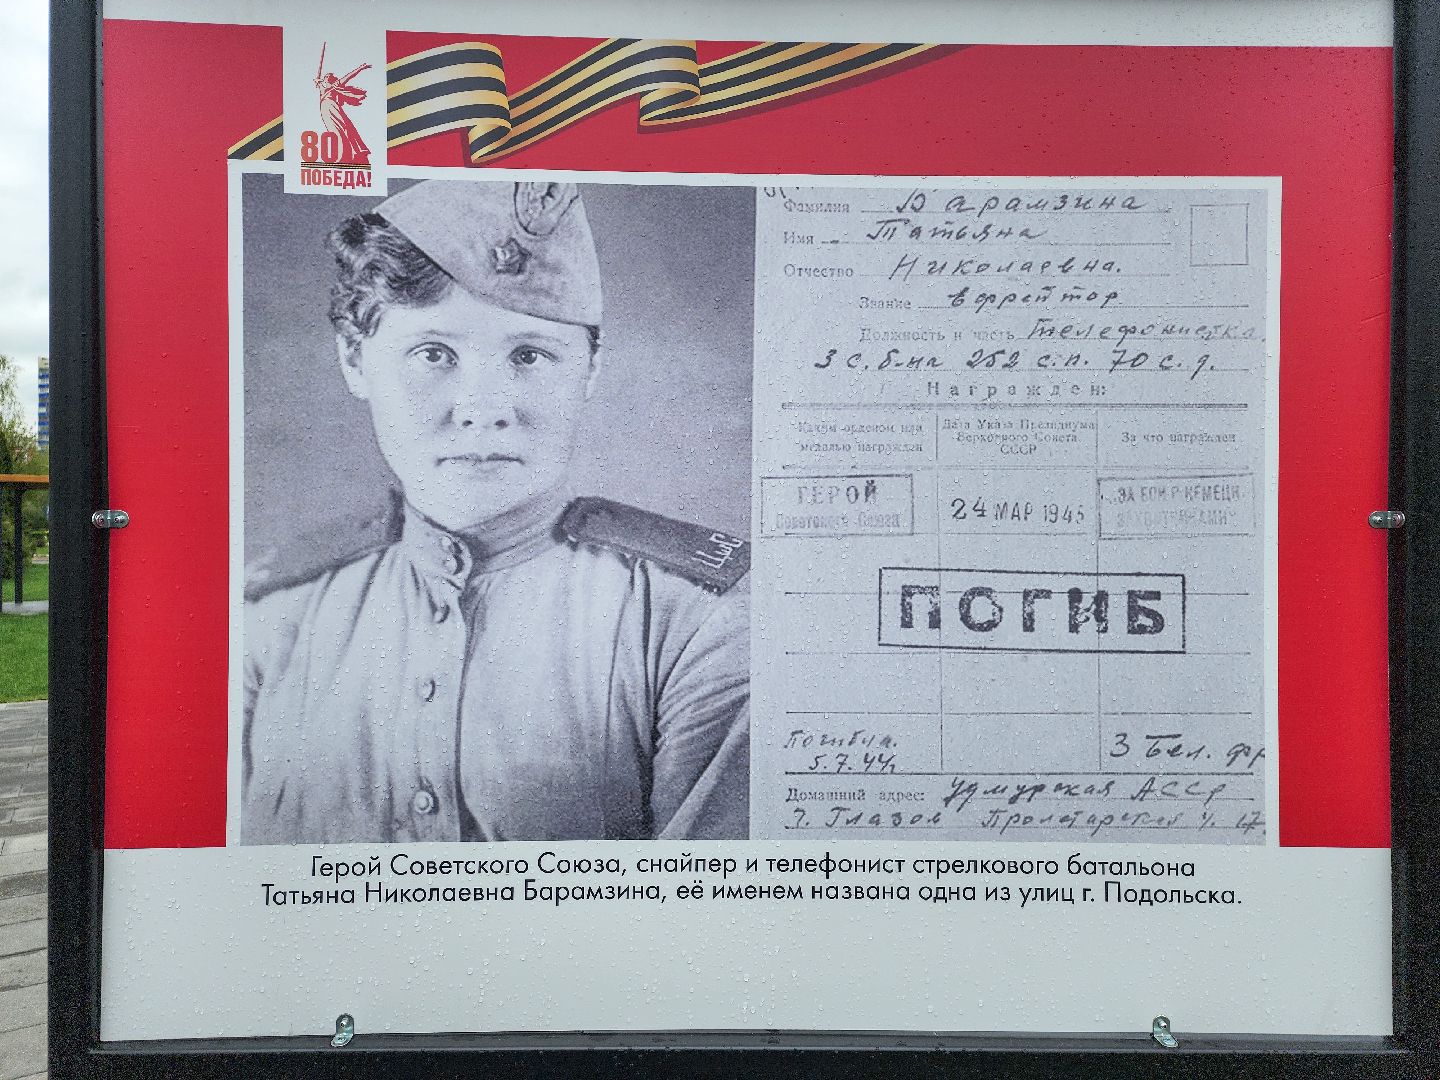 80
ПОБЕДА!
Фамилия Барамзина
Имя Татьяна
Отчество Николаевна.
Звание ефрейтор
Должность и часть Телефонистка
3 с. б-на 252 с.п. 70 с.д.
Награжден:
Каким орденом или медалью награжден
Дата Указа Президиума Верховного Совета СССР
За что награжден
ГЕРОЙ
Советского Союза
24 МАР 1945
ЗА БОИ С НЕМЕЦК.
ЗАХВАТЧИКАМИ
ПОГИБ
Погибла.
5.7.44г.
3 Бел. фр
Домашний адрес: Удмуртская АССР
г. Глазов Пролетарская 17.
ЦШС
Герой Советского Союза, снайпер и телефонист стрелкового батальона
Татьяна Николаевна Барамзина, её именем названа одна из улиц г. Подольска.